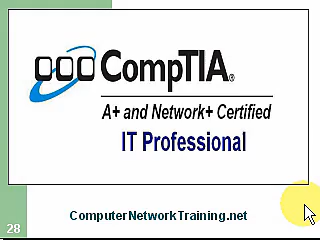 CompTIA®
A+ and Network+ Certified
IT Professional
ComputerNetworkTraining.net
28